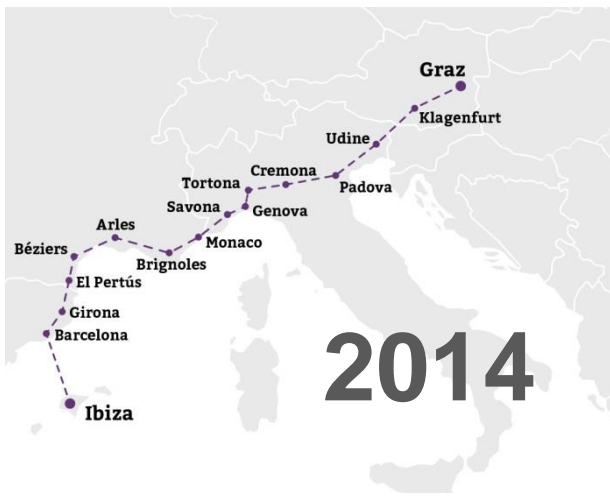 Graz
Klagenfurt
Udine
Cremona
Padova
Tortona
Savona
Genova
Arles
Monaco
Béziers
Brignoles
El Pertús
Girona
Barcelona
2014
Ibiza